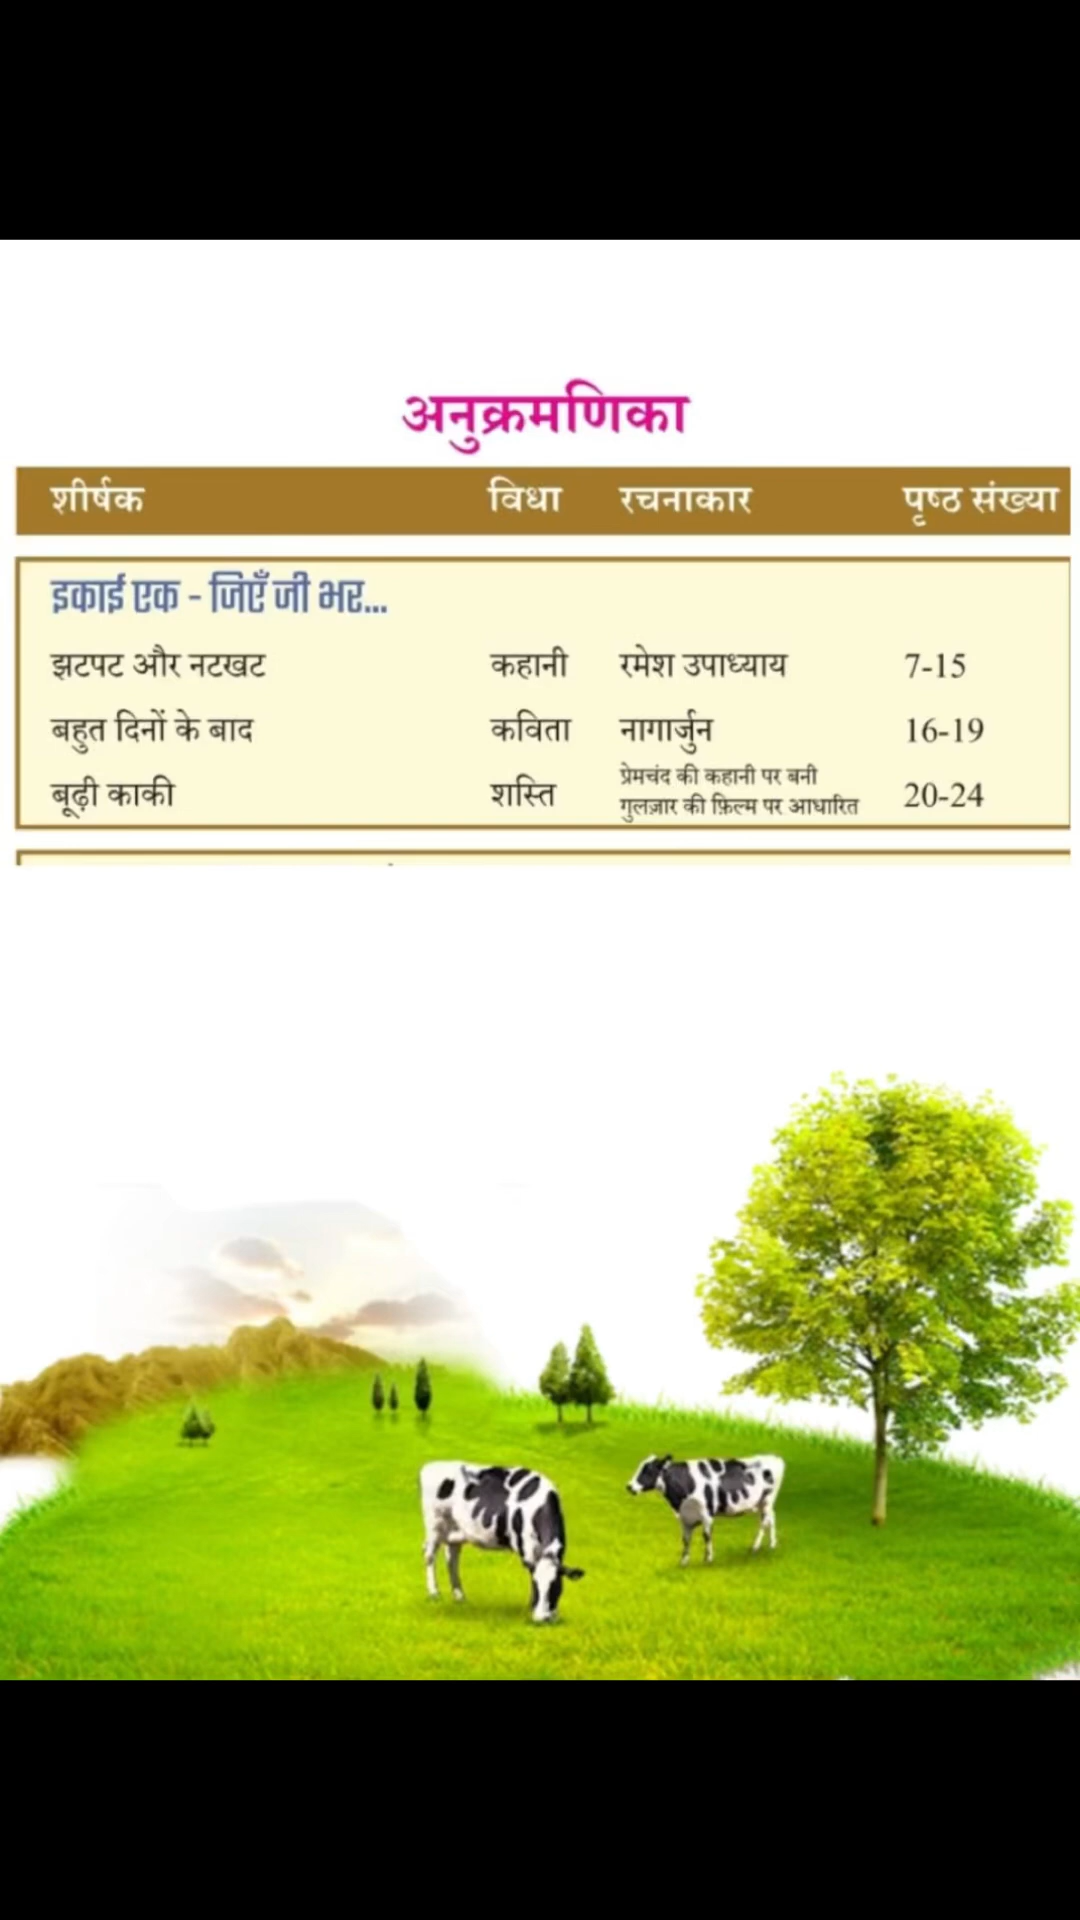 अनुक्रमणिका
शीर्षक विधा रचनाकार पृष्ठ संख्या
इकाई एक - जिएँ जी भर...
झटपट और नटखट कहानी रमेश उपाध्याय 7-15
बहुत दिनों के बाद कविता नागार्जुन 16-19
बूढ़ी काकी शस्ति प्रेमचंद की कहानी पर बनी
गुलज़ार की फ़िल्म पर आधारित 20-24